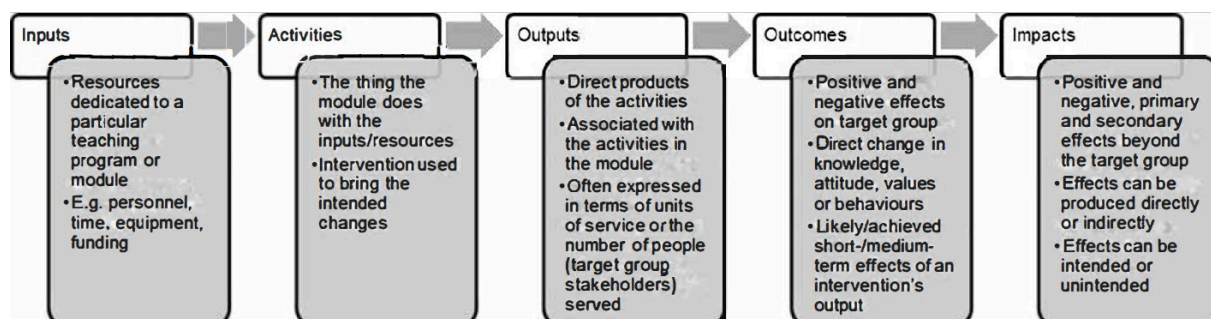 Inputs
•Resources
dedicated to a
particular
teaching
program or
module
•E.g. personnel,
time, equipment,
funding
Activities
•The thing the
module does
with the
inputs/resources
•Intervention used
to bring the
intended
changes
Outputs
•Direct products
of the activities
•Associated with
the activities in
the module
•Often expressed
in terms of units
of service or the
number of people
(target group
stakeholders)
served
Outcomes
•Positive and
negative effects
on target group
•Direct change in
knowledge,
attitude, values
or behaviours
•Likely/achieved
short-/medium-
term effects of an
intervention's
output
Impacts
•Positive and
negative, primary
and secondary
effects beyond
the target group
•Effects can be
produced directly
or indirectly
•Effects can be
intended or
unintended